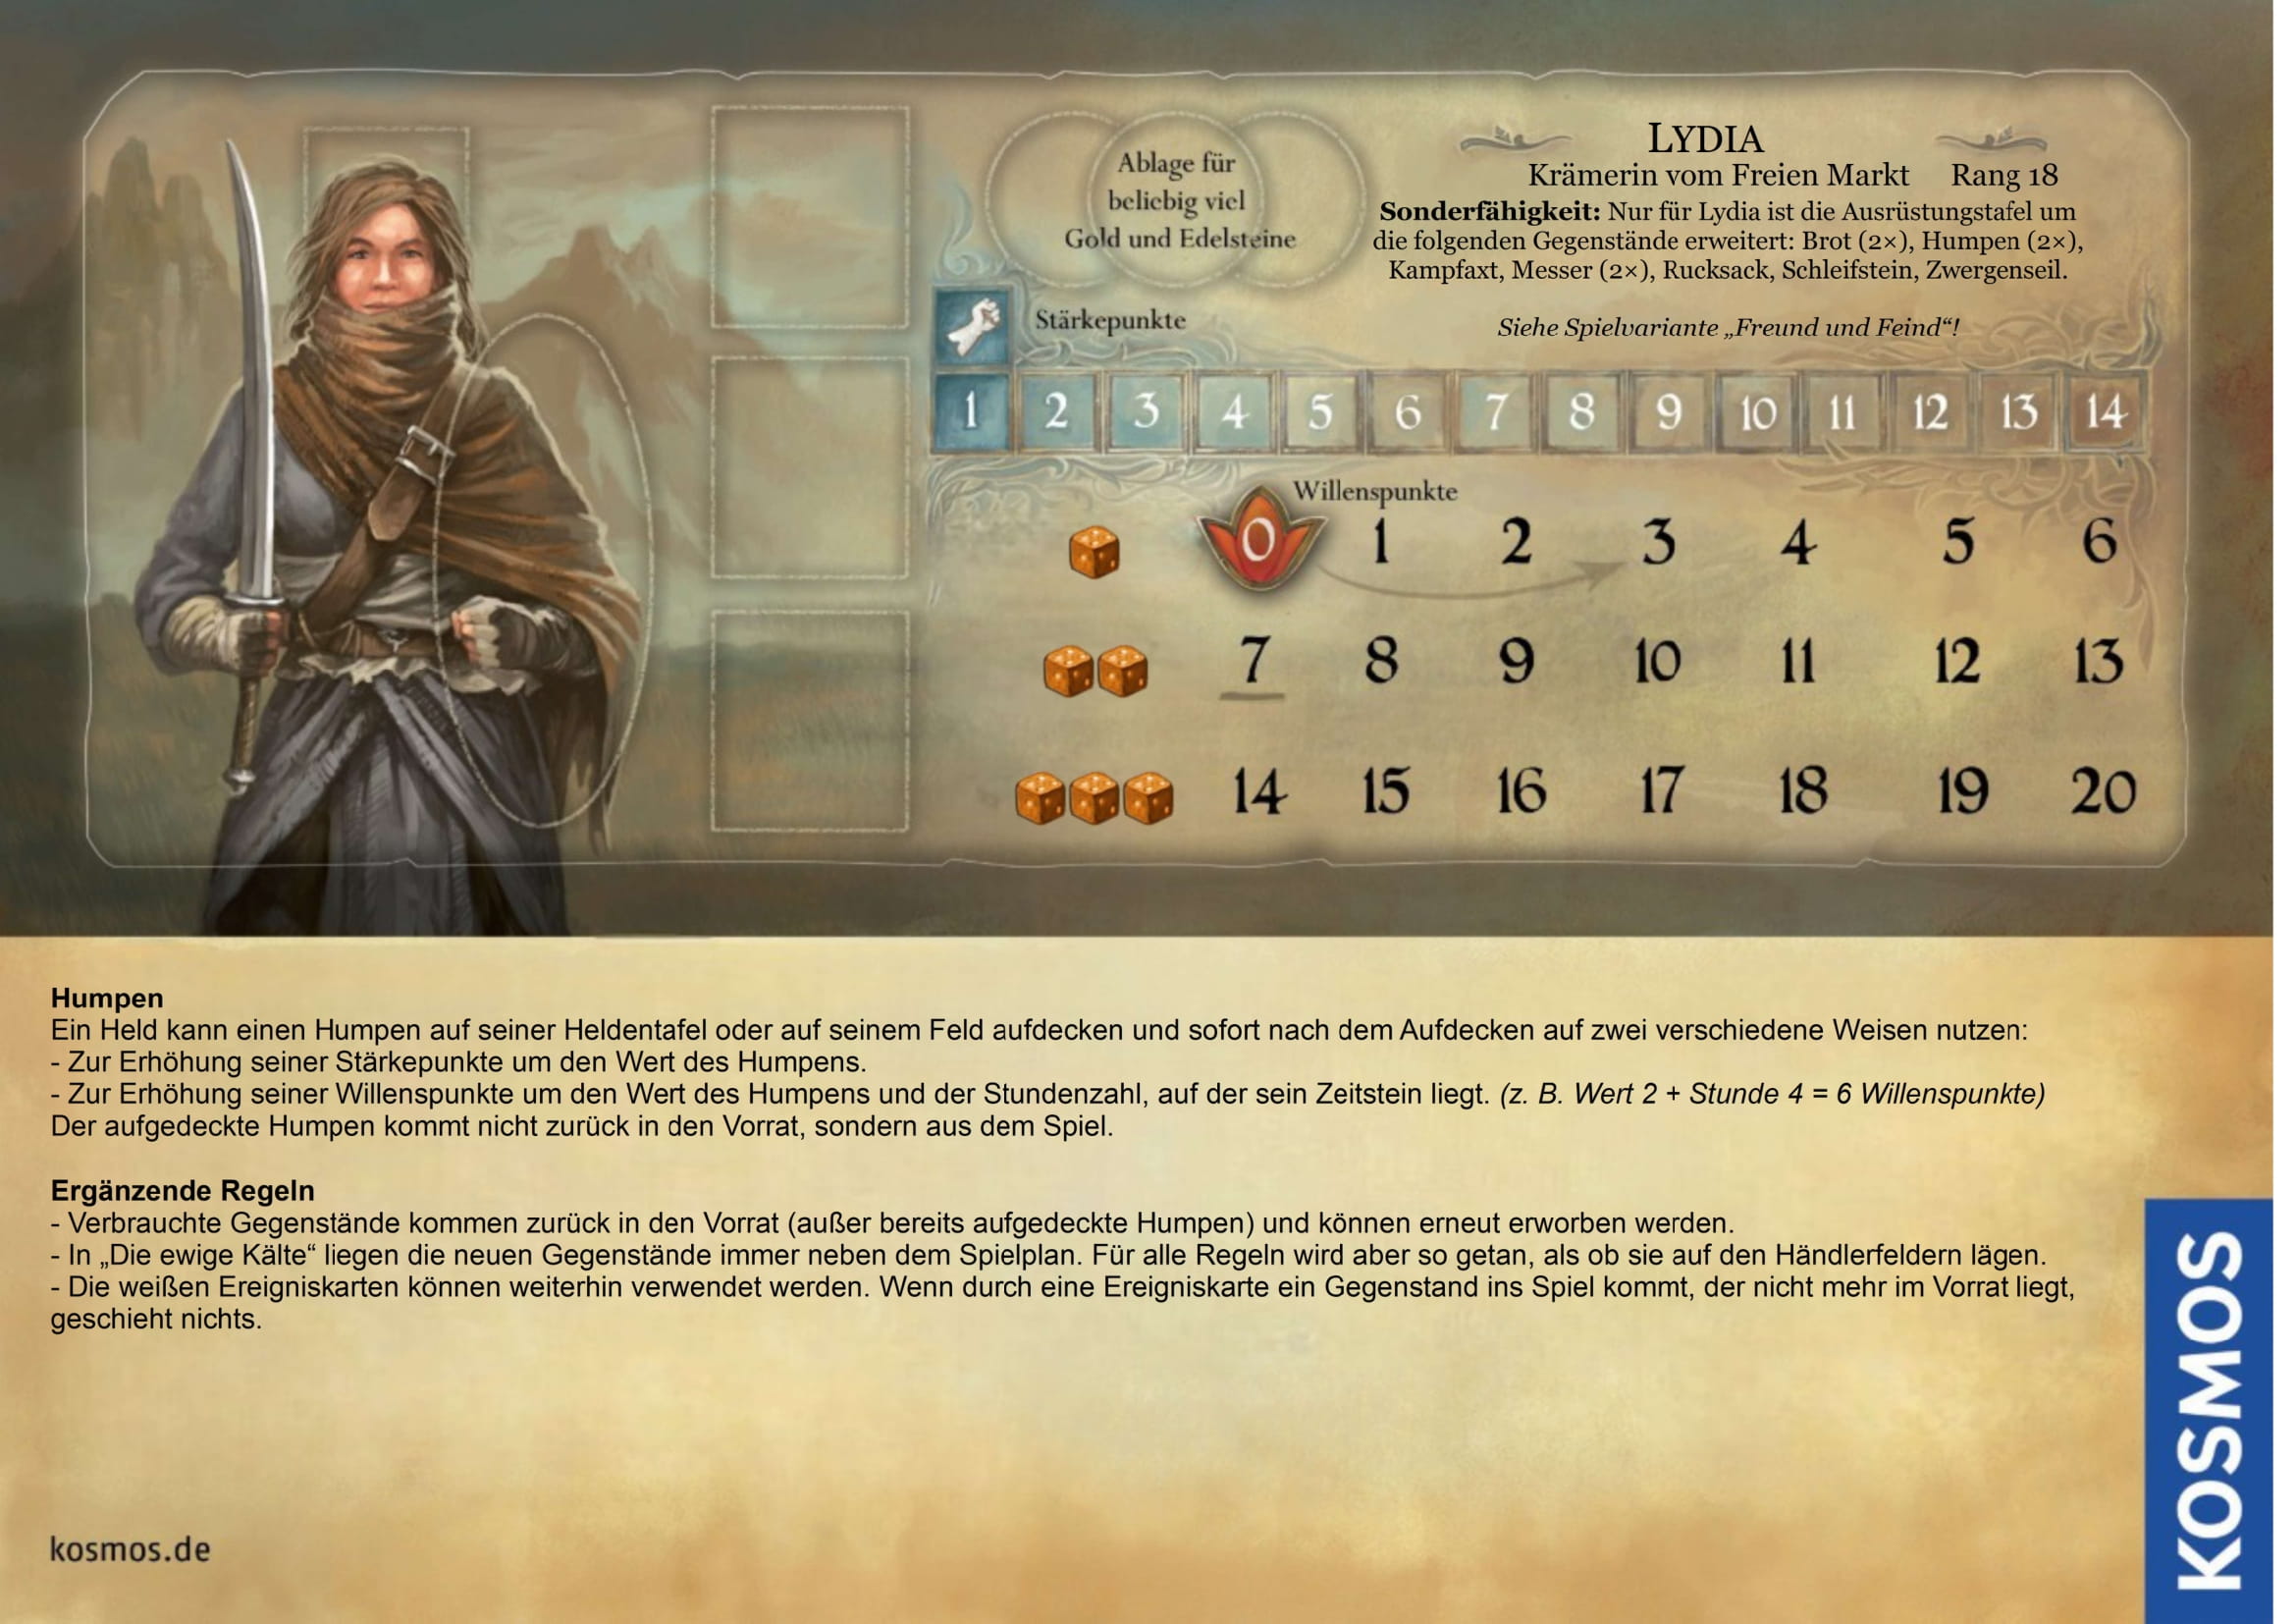 LYDIA
Krämerin vom Freien Markt Rang 18
Sonderfähigkeit: Nur für Lydia ist die Ausrüstungstafel um
die folgenden Gegenstände erweitert: Brot (2×), Humpen (2×),
Kampfaxt, Messer (2×), Rucksack, Schleifstein, Zwergenseil.
Siehe Spielvariante „Freund und Feind“!
Ablage für
beliebig viel
Gold und Edelsteine
Stärkepunkte
1 2 3 4 5 6 7 8 9 10 11 12 13 14
Willenspunkte
0 1 2 3 4 5 6
7 8 9 10 11 12 13
14 15 16 17 18 19 20
Humpen
Ein Held kann einen Humpen auf seiner Heldentafel oder auf seinem Feld aufdecken und sofort nach dem Aufdecken auf zwei verschiedene Weisen nutzen:
- Zur Erhöhung seiner Stärkepunkte um den Wert des Humpens.
- Zur Erhöhung seiner Willenspunkte um den Wert des Humpens und der Stundenzahl, auf der sein Zeitstein liegt. (z. B. Wert 2 + Stunde 4 = 6 Willenspunkte)
Der aufgedeckte Humpen kommt nicht zurück in den Vorrat, sondern aus dem Spiel.
Ergänzende Regeln
- Verbrauchte Gegenstände kommen zurück in den Vorrat (außer bereits aufgedeckte Humpen) und können erneut erworben werden.
- In „Die ewige Kälte“ liegen die neuen Gegenstände immer neben dem Spielplan. Für alle Regeln wird aber so getan, als ob sie auf den Händlerfeldern lägen.
- Die weißen Ereigniskarten können weiterhin verwendet werden. Wenn durch eine Ereigniskarte ein Gegenstand ins Spiel kommt, der nicht mehr im Vorrat liegt,
geschieht nichts.
kosmos.de
KOSMOS